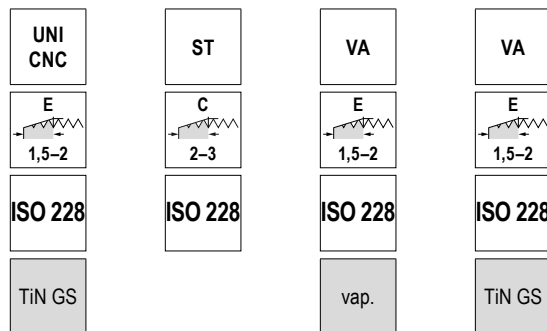 UNI
CNC
ST
VA
VA
E
1,5–2
C
2–3
E
1,5–2
E
1,5–2
ISO 228
ISO 228
ISO 228
ISO 228
TiN GS
vap.
TiN GS